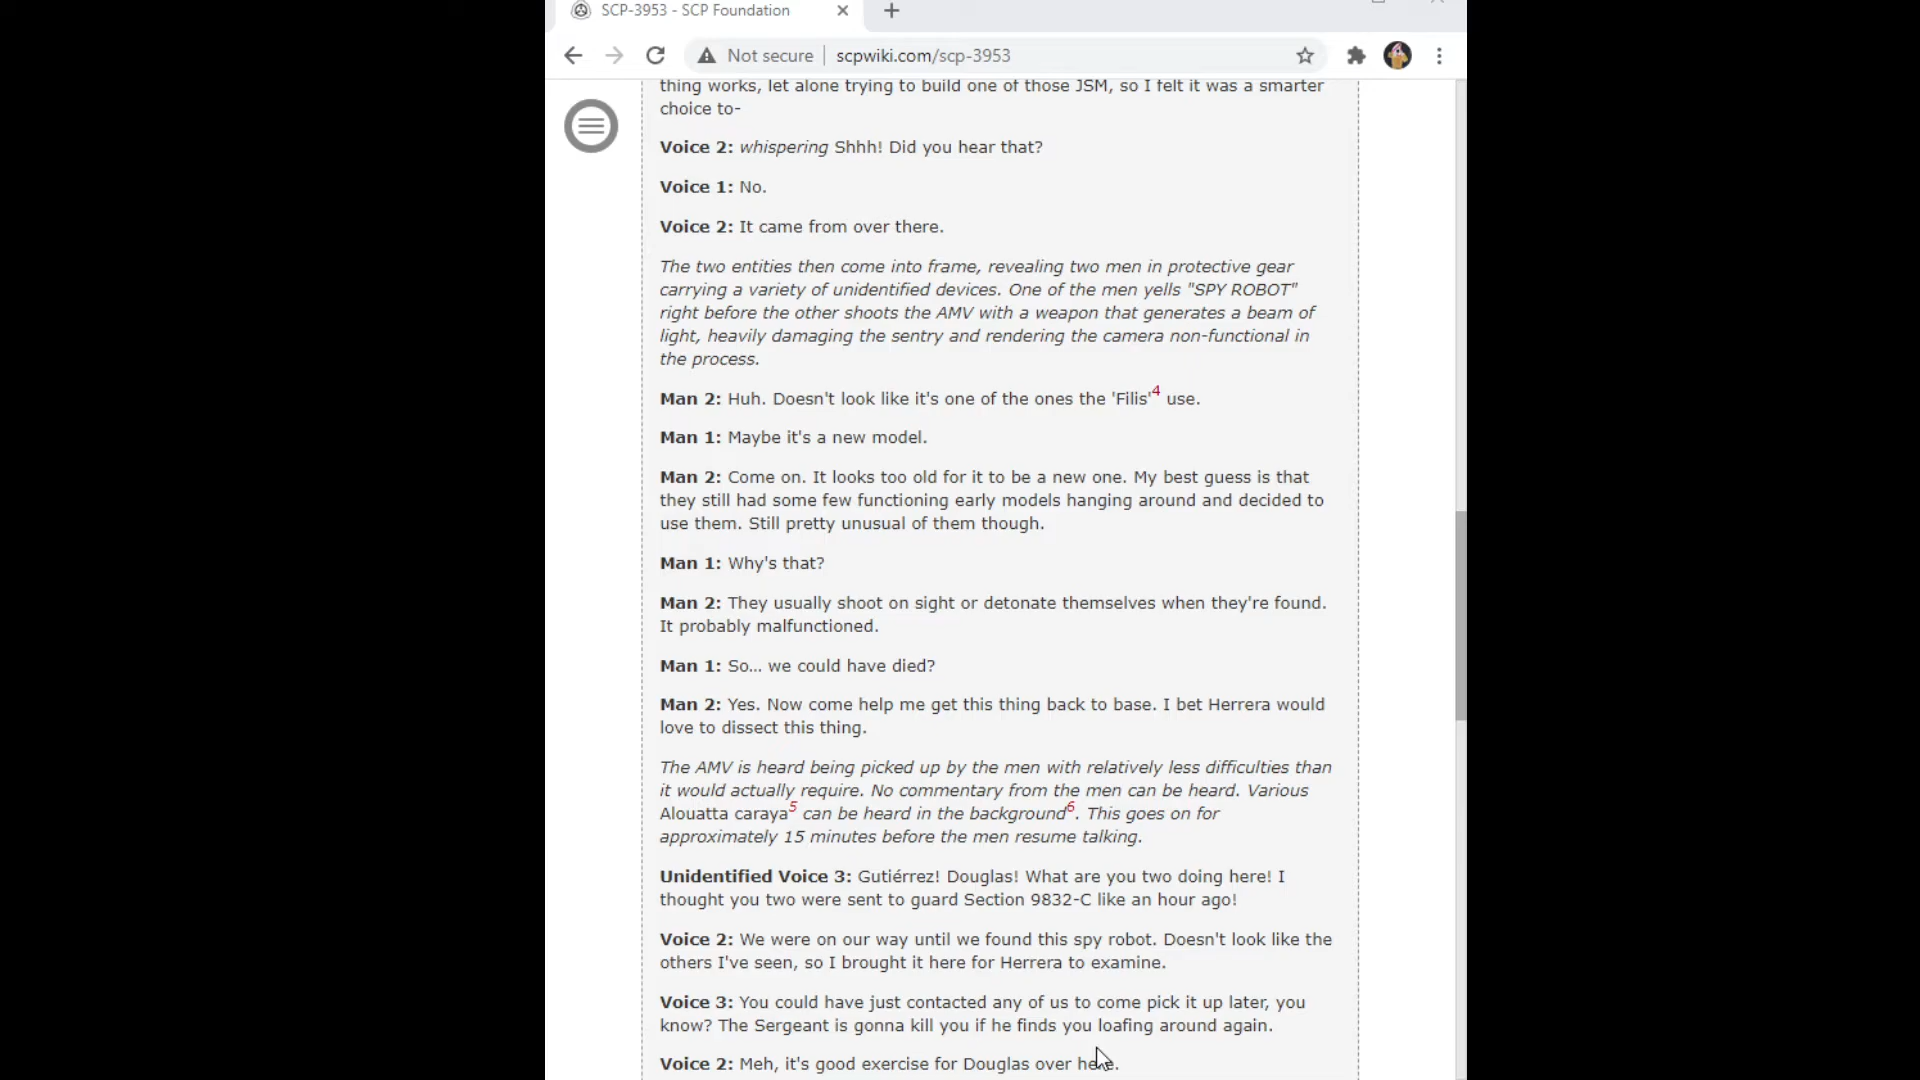 SCP-3953 - SCP Foundation
Not secure | scpwiki.com/scp-3953
thing works, let alone trying to build one of those JSM, so I felt it was a smarter
choice to-
Voice 2: whispering Shhh! Did you hear that?
Voice 1: No.
Voice 2: It came from over there.
The two entities then come into frame, revealing two men in protective gear
carrying a variety of unidentified devices. One of the men yells "SPY ROBOT"
right before the other shoots the AMV with a weapon that generates a beam of
light, heavily damaging the sentry and rendering the camera non-functional in
the process.
Man 2: Huh. Doesn't look like it's one of the ones the 'Filis'4 use.
Man 1: Maybe it's a new model.
Man 2: Come on. It looks too old for it to be a new one. My best guess is that
they still had some few functioning early models hanging around and decided to
use them. Still pretty unusual of them though.
Man 1: Why's that?
Man 2: They usually shoot on sight or detonate themselves when they're found.
It probably malfunctioned.
Man 1: So... we could have died?
Man 2: Yes. Now come help me get this thing back to base. I bet Herrera would
love to dissect this thing.
The AMV is heard being picked up by the men with relatively less difficulties than
it would actually require. No commentary from the men can be heard. Various
Alouatta caraya5 can be heard in the background6. This goes on for
approximately 15 minutes before the men resume talking.
Unidentified Voice 3: Gutiérrez! Douglas! What are you two doing here! I
thought you two were sent to guard Section 9832-C like an hour ago!
Voice 2: We were on our way until we found this spy robot. Doesn't look like the
others I've seen, so I brought it here for Herrera to examine.
Voice 3: You could have just contacted any of us to come pick it up later, you
know? The Sergeant is gonna kill you if he finds you loafing around again.
Voice 2: Meh, it's good exercise for Douglas over here.